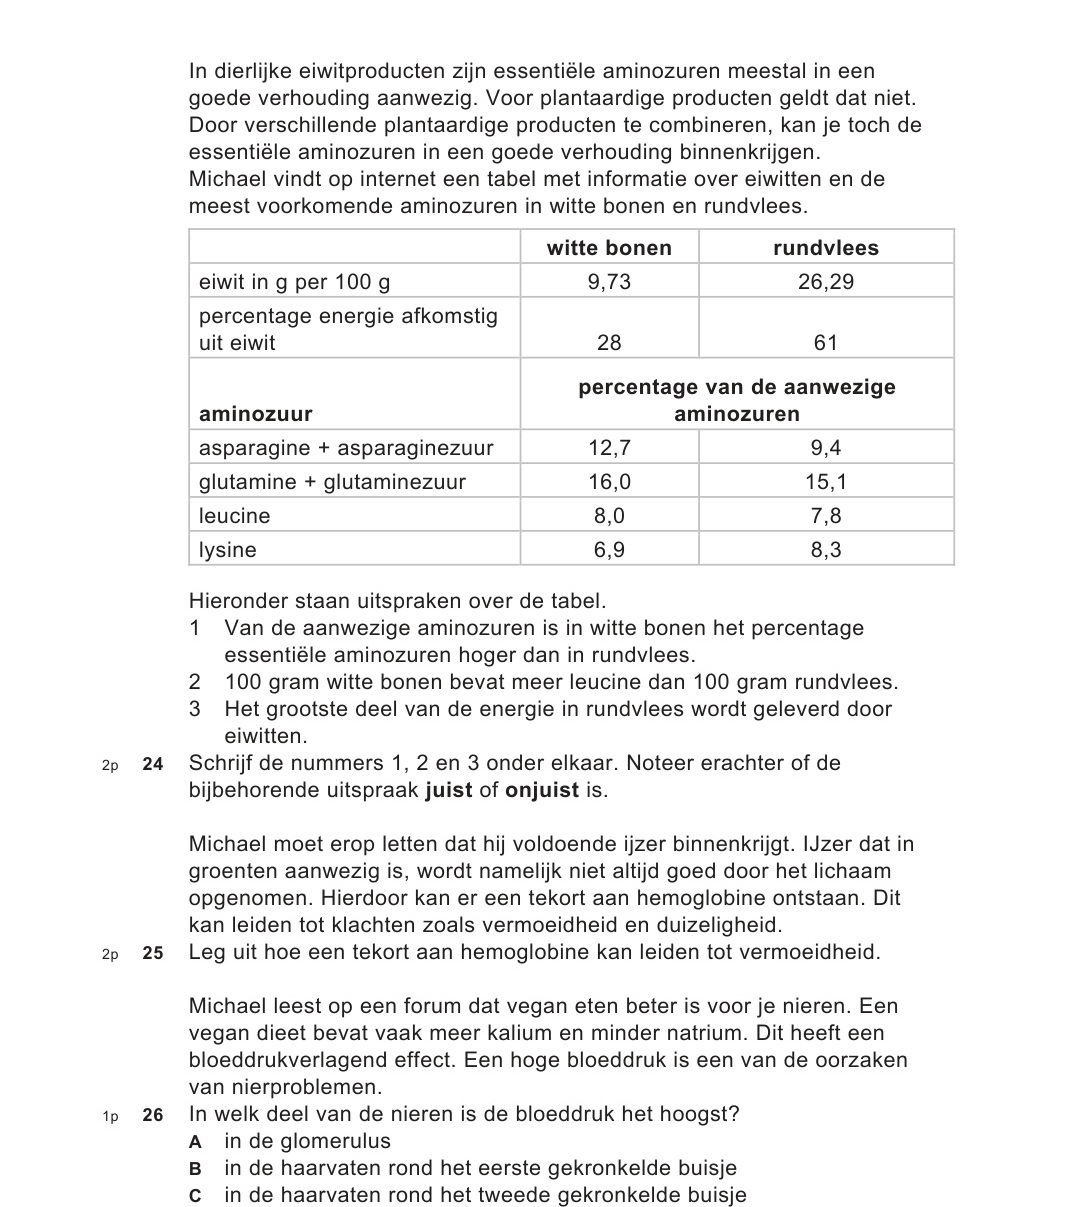 In dierlijke eiwitproducten zijn essentiële aminozuren meestal in een
goede verhouding aanwezig. Voor plantaardige producten geldt dat niet.
Door verschillende plantaardige producten te combineren, kan je toch de
essentiële aminozuren in een goede verhouding binnenkrijgen.
Michael vindt op internet een tabel met informatie over eiwitten en de
meest voorkomende aminozuren in witte bonen en rundvlees.
witte bonen rundvlees
eiwit in g per 100 g 9,73 26,29
percentage energie afkomstig
uit eiwit 28 61
percentage van de aanwezige
aminozuur aminozuren
asparagine + asparaginezuur 12,7 9,4
glutamine + glutaminezuur 16,0 15,1
leucine 8,0 7,8
lysine 6,9 8,3
Hieronder staan uitspraken over de tabel.
1 Van de aanwezige aminozuren is in witte bonen het percentage
essentiële aminozuren hoger dan in rundvlees.
2 100 gram witte bonen bevat meer leucine dan 100 gram rundvlees.
3 Het grootste deel van de energie in rundvlees wordt geleverd door
eiwitten.
2p 24 Schrijf de nummers 1, 2 en 3 onder elkaar. Noteer erachter of de
bijbehorende uitspraak juist of onjuist is.
Michael moet erop letten dat hij voldoende ijzer binnenkrijgt. IJzer dat in
groenten aanwezig is, wordt namelijk niet altijd goed door het lichaam
opgenomen. Hierdoor kan er een tekort aan hemoglobine ontstaan. Dit
kan leiden tot klachten zoals vermoeidheid en duizeligheid.
2p 25 Leg uit hoe een tekort aan hemoglobine kan leiden tot vermoeidheid.
Michael leest op een forum dat vegan eten beter is voor je nieren. Een
vegan dieet bevat vaak meer kalium en minder natrium. Dit heeft een
bloeddrukverlagend effect. Een hoge bloeddruk is een van de oorzaken
van nierproblemen.
1p 26 In welk deel van de nieren is de bloeddruk het hoogst?
A in de glomerulus
B in de haarvaten rond het eerste gekronkelde buisje
C in de haarvaten rond het tweede gekronkelde buisje